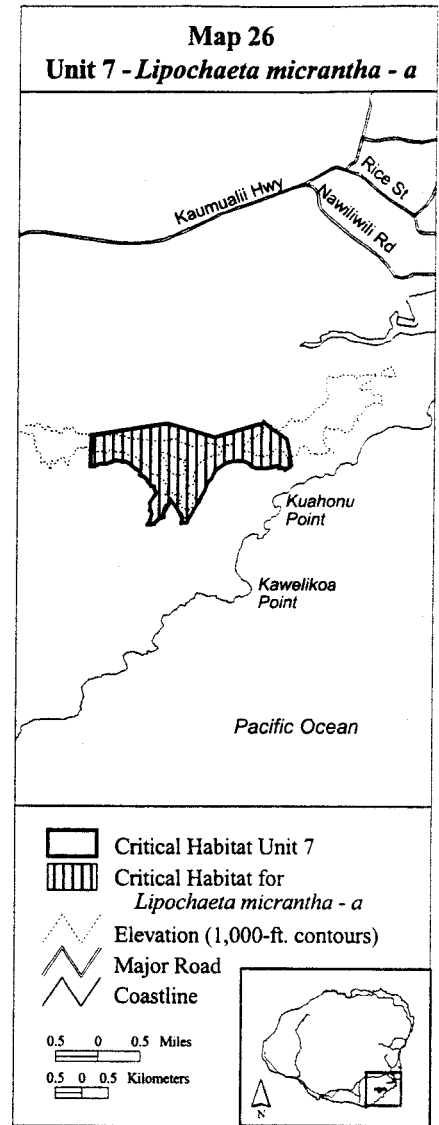 Map 26
Unit 7 - Lipochaeta micrantha - a
Rice St
Kaumualii Hwy
Nawiliwili Rd
Kuahonu
Point
Kawelikoa
Point
Pacific Ocean
Critical Habitat Unit 7
Critical Habitat for
Lipochaeta micrantha - a
Elevation (1,000-ft. contours)
Major Road
Coastline
0.5 0 0.5 Miles
0.5 0 0.5 Kilometers
N